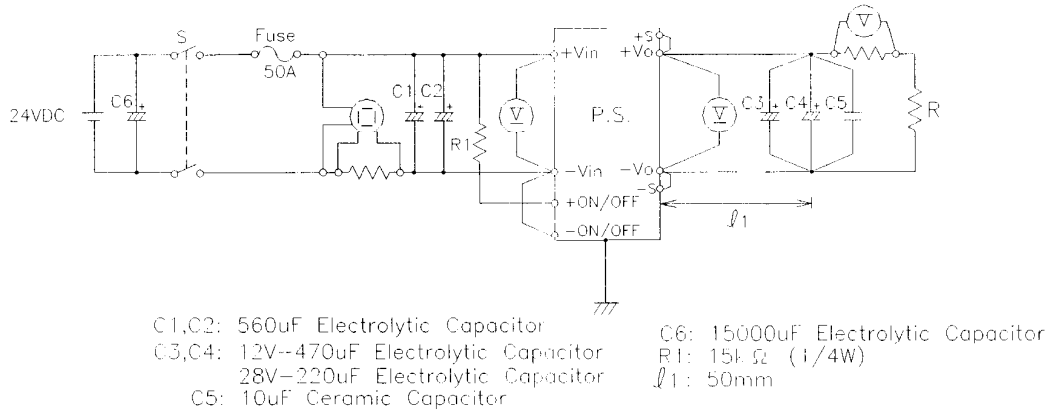 Fuse
50A
S
24VDC
C6
C1
C2
R1
V
+Vin
-Vin
+ON/OFF
-ON/OFF
P.S.
+S
+Vo
-Vo
-S
V
C3
C4
C5
V
R
ℓ1
C1,C2: 560uF Electrolytic Capacitor
C3,C4: 12V-470uF Electrolytic Capacitor
28V-220uF Electrolytic Capacitor
C5: 10uF Ceramic Capacitor
C6: 15000uF Electrolytic Capacitor
R1: 15kΩ (1/4W)
ℓ1: 50mm